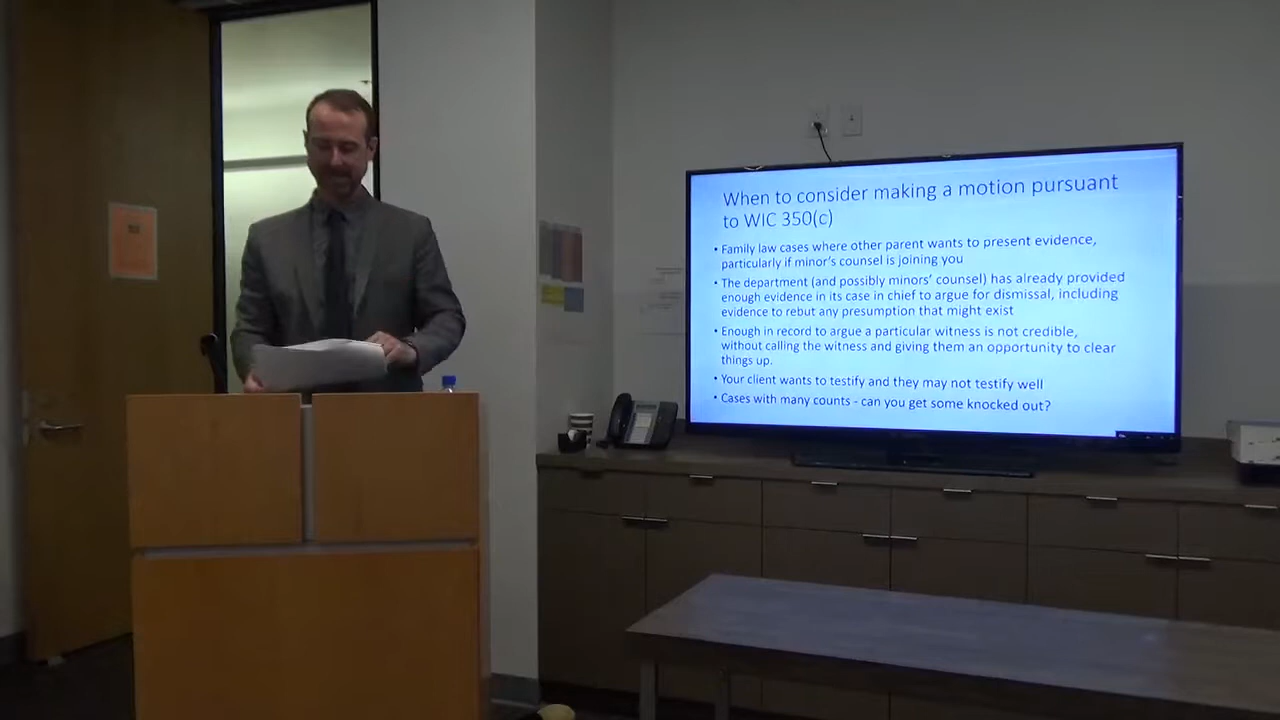 When to consider making a motion pursuant
to WIC 350(c)
• Family law cases where other parent wants to present evidence,
particularly if minor's counsel is joining you
• The department (and possibly minors' counsel) has already provided
enough evidence in its case in chief to argue for dismissal, including
evidence to rebut any presumption that might exist
• Enough in record to argue a particular witness is not credible,
without calling the witness and giving them an opportunity to clear
things up.
• Your client wants to testify and they may not testify well
• Cases with many counts - can you get some knocked out?